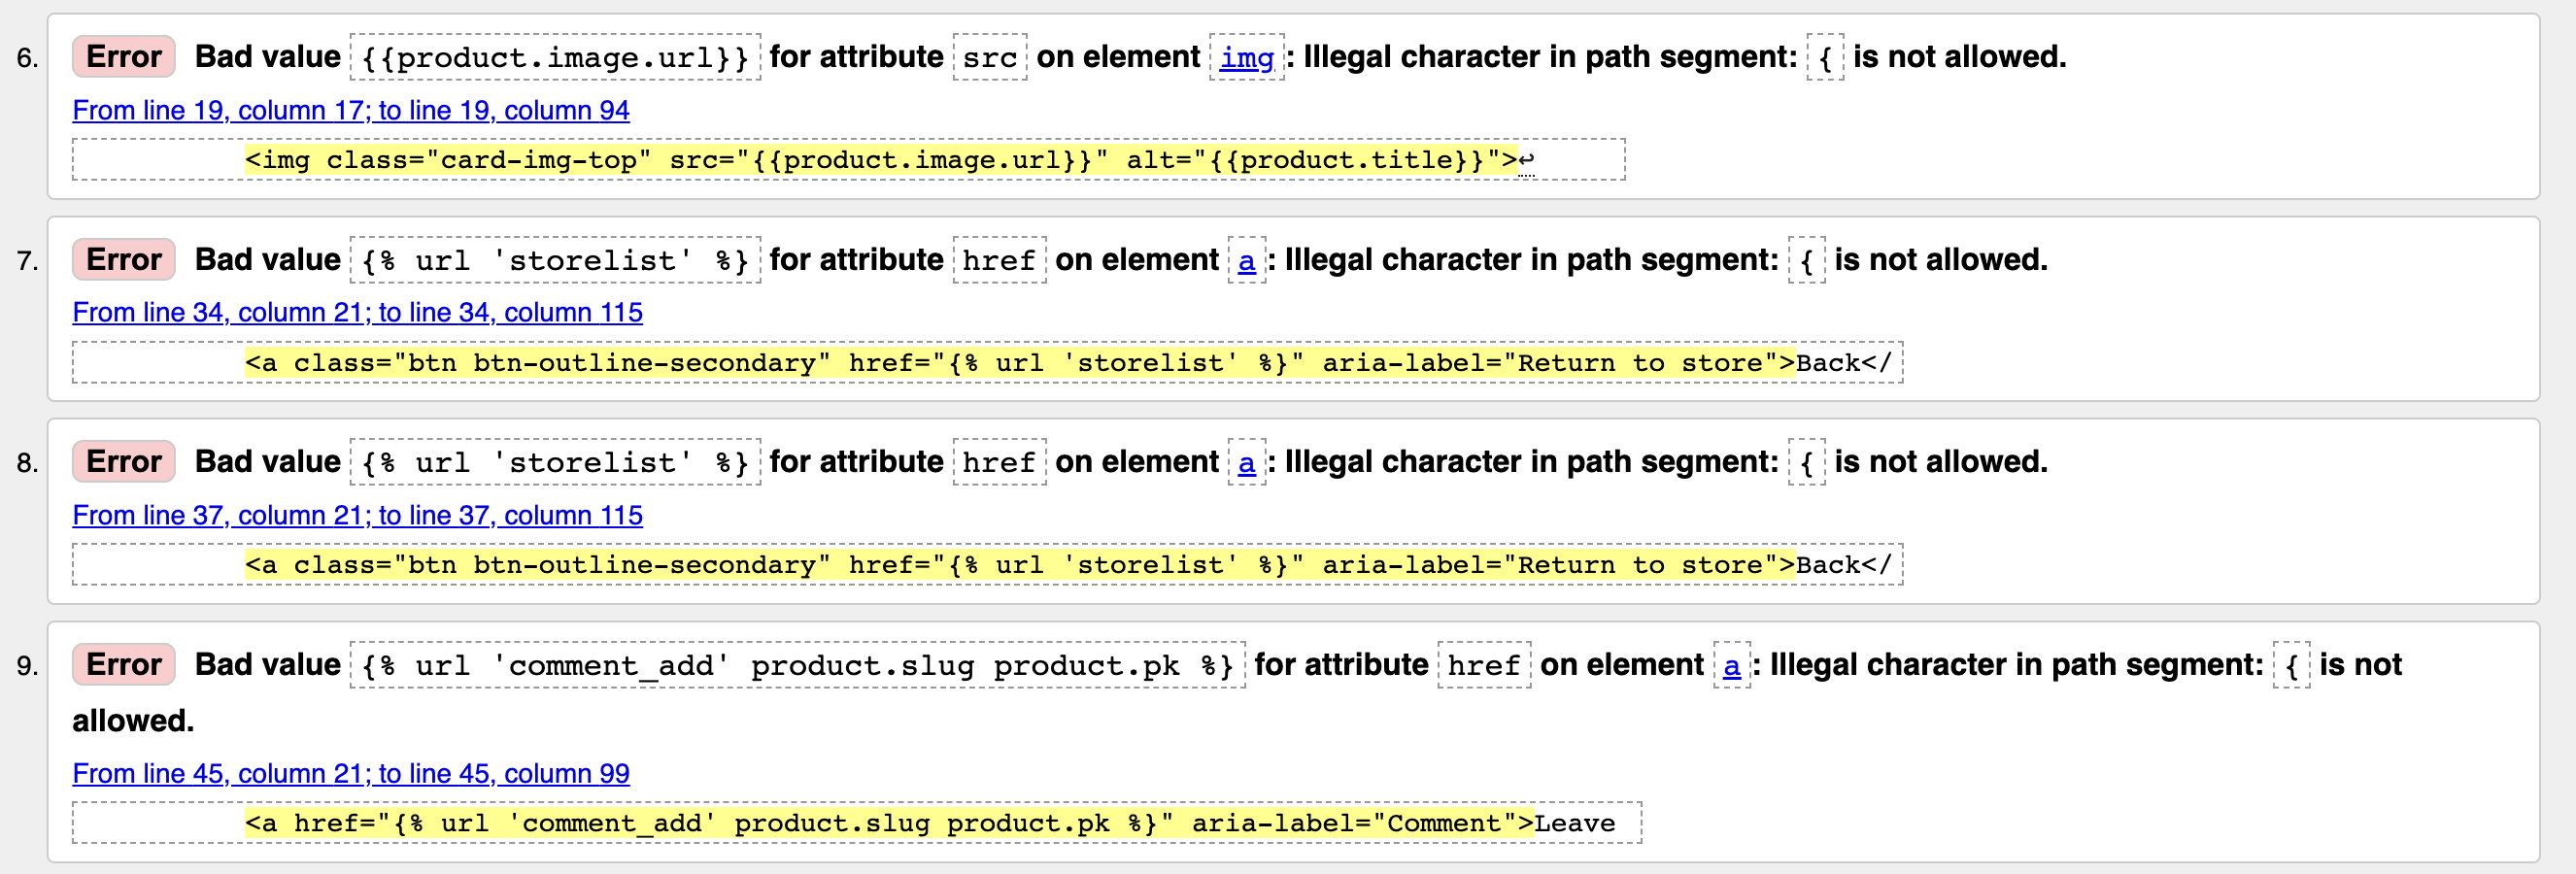 6. Error Bad value {{product.image.url}} for attribute src on element img: Illegal character in path segment: { is not allowed.
From line 19, column 17; to line 19, column 94
<img class="card-img-top" src="{{product.image.url}}" alt="{{product.title}}">↩
7. Error Bad value {% url 'storelist' %} for attribute href on element a: Illegal character in path segment: { is not allowed.
From line 34, column 21; to line 34, column 115
<a class="btn btn-outline-secondary" href="{% url 'storelist' %}" aria-label="Return to store">Back</
8. Error Bad value {% url 'storelist' %} for attribute href on element a: Illegal character in path segment: { is not allowed.
From line 37, column 21; to line 37, column 115
<a class="btn btn-outline-secondary" href="{% url 'storelist' %}" aria-label="Return to store">Back</
9. Error Bad value {% url 'comment_add' product.slug product.pk %} for attribute href on element a: Illegal character in path segment: { is not
allowed.
From line 45, column 21; to line 45, column 99
<a href="{% url 'comment_add' product.slug product.pk %}" aria-label="Comment">Leave